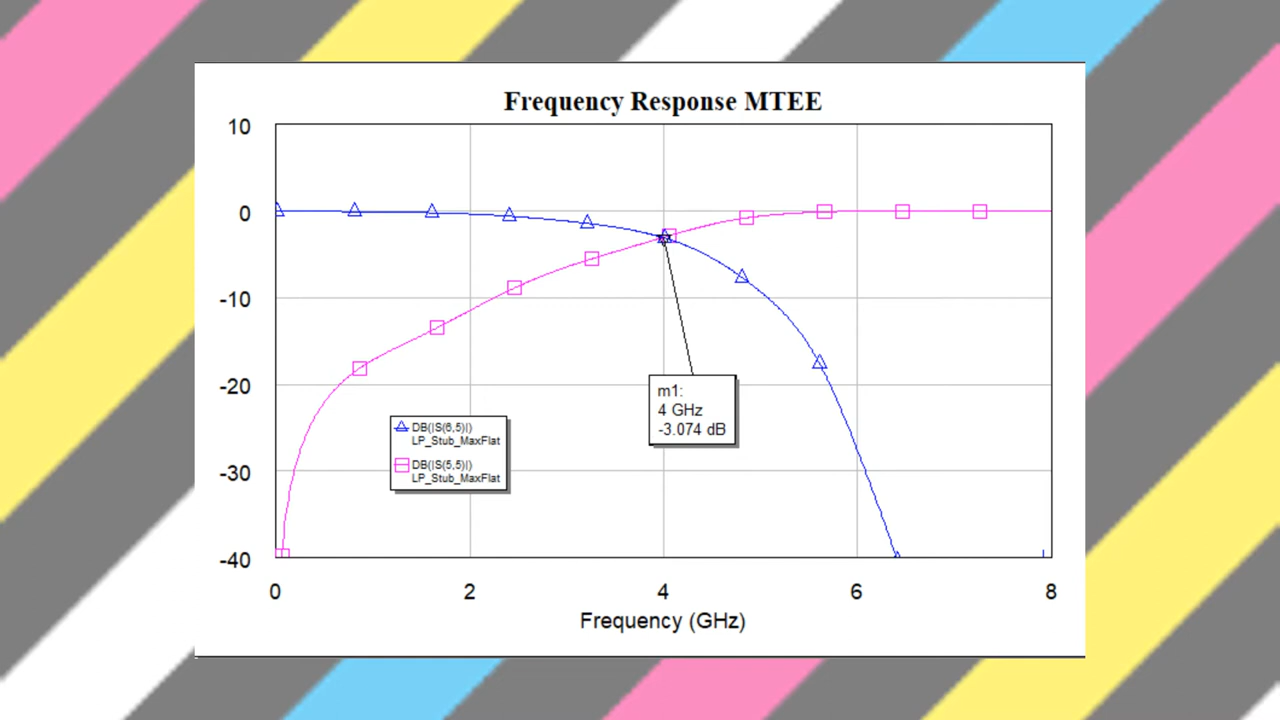 Frequency Response MTEE
10
0
-10
-20
-30
-40
m1:
4 GHz
-3.074 dB
DB(|S(6,5)|)
LP_Stub_MaxFlat
DB(|S(5,5)|)
LP_Stub_MaxFlat
0 2 4 6 8
Frequency (GHz)